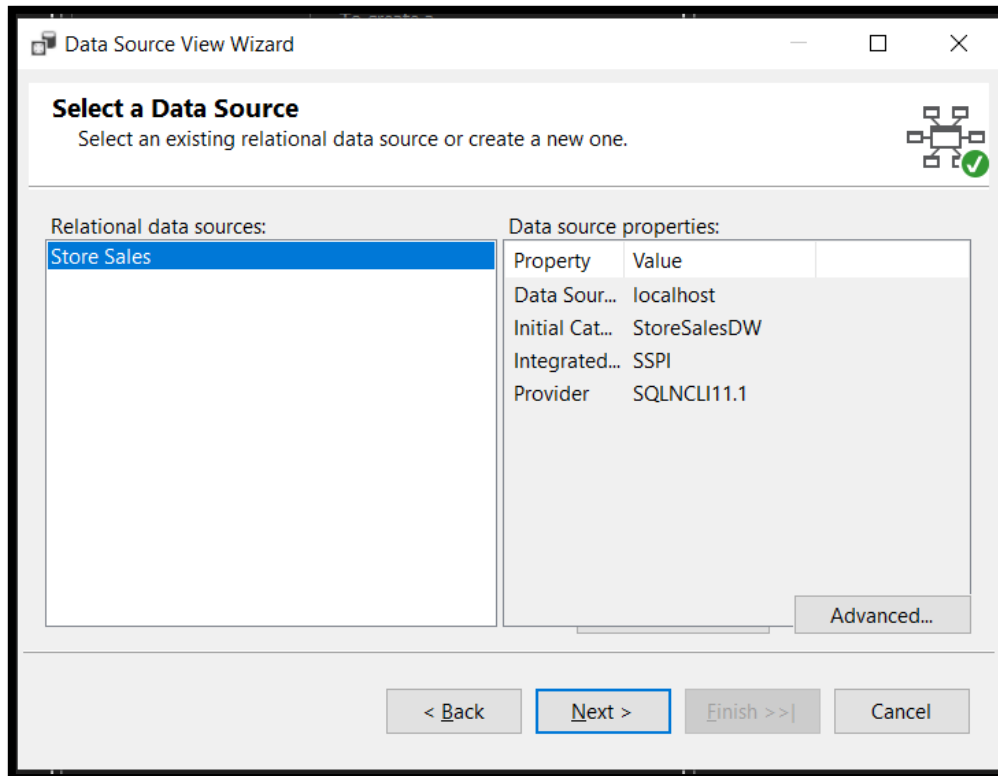 Data Source View Wizard
Select a Data Source
Select an existing relational data source or create a new one.
Relational data sources:
Store Sales
Data source properties:
Property Value
Data Sour... localhost
Initial Cat... StoreSalesDW
Integrated... SSPI
Provider SQLNCLI11.1
Advanced...
< Back
Next >
Finish >>|
Cancel